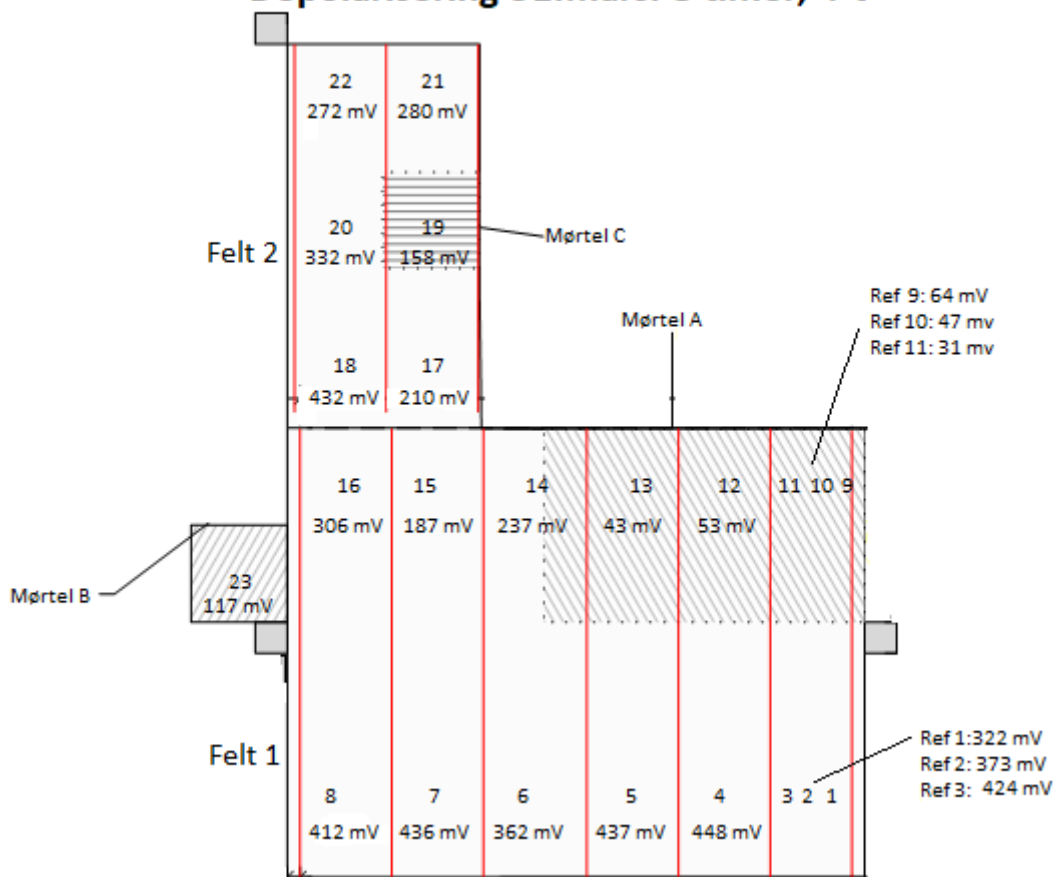 22 21
272 mV 280 mV
20 19
Felt 2 332 mV 158 mV
Mørtel C
18 17
432 mV 210 mV
Mørtel A
Ref 9: 64 mV
Ref 10: 47 mv
Ref 11: 31 mv
16 15 14 13 12 11 10 9
306 mV 187 mV 237 mV 43 mV 53 mV
Mørtel B
23
117 mV
Felt 1
Ref 1:322 mV
Ref 2: 373 mV
Ref 3: 424 mV
8 7 6 5 4 3 2 1
412 mV 436 mV 362 mV 437 mV 448 mV